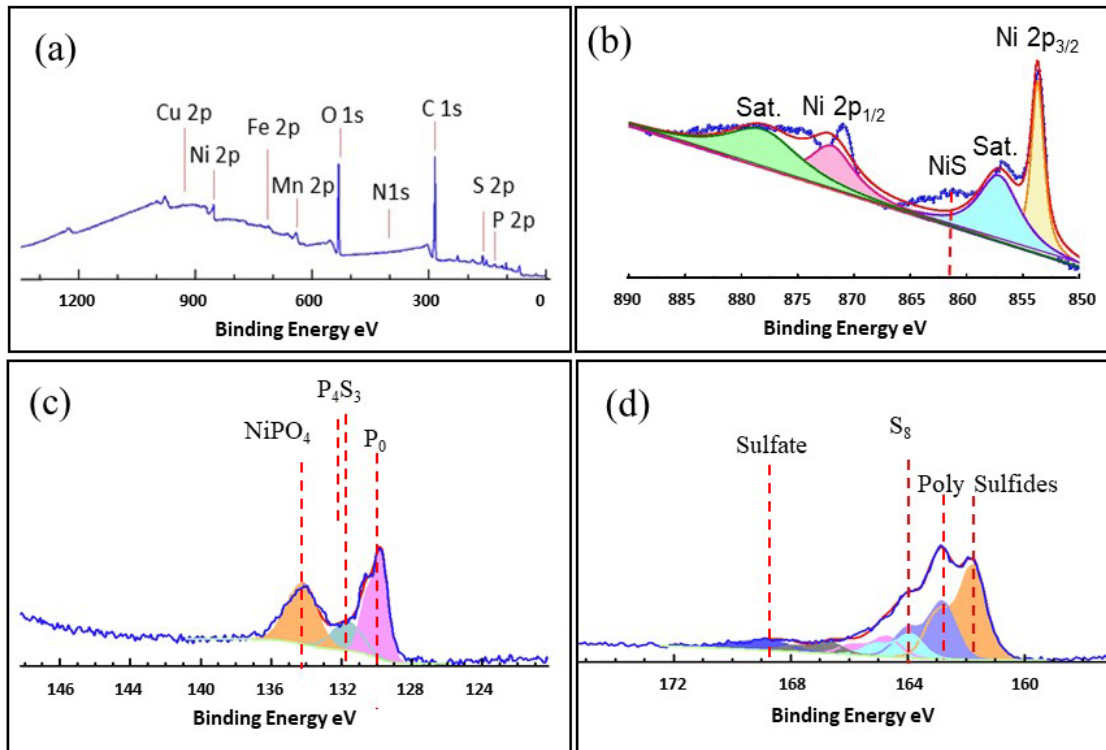 (a)
Cu 2p
Ni 2p
Fe 2p
Mn 2p
O 1s
N1s
C 1s
S 2p
P 2p
1200 900 600 300 0
Binding Energy eV
(b)
Ni 2p3/2
Sat. Ni 2p1/2
NiS Sat.
890 885 880 875 870 865 860 855 850
Binding Energy eV
(c)
P4S3
NiPO4 P0
146 140 134 132 128 124
Binding Energy eV
(d)
S8
Sulfate
Poly Sulfides
172 168 164 160
Binding Energy eV